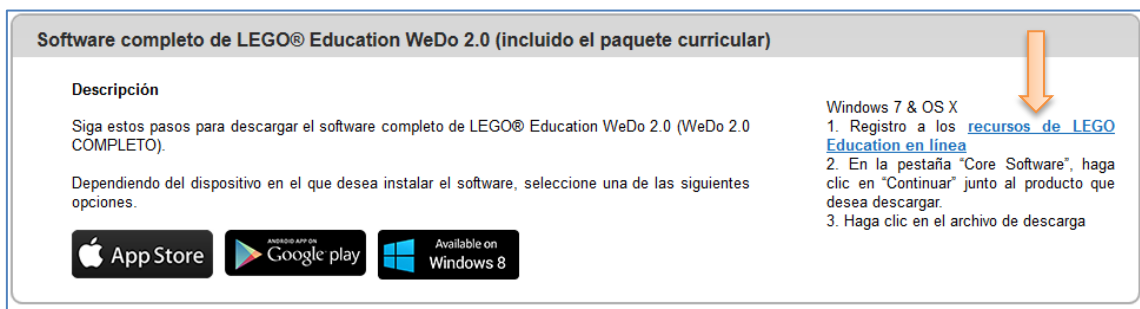 Software completo de LEGO® Education WeDo 2.0 (incluido el paquete curricular)
Descripción
Siga estos pasos para descargar el software completo de LEGO® Education WeDo 2.0 (WeDo 2.0
COMPLETO).
Dependiendo del dispositivo en el que desea instalar el software, seleccione una de las siguientes
opciones.
App Store
ANDROID APP ON
Google play
Available on
Windows 8
Windows 7 & OS X
1. Registro a los recursos de LEGO
Education en línea
2. En la pestaña “Core Software”, haga
clic en “Continuar” junto al producto que
desea descargar.
3. Haga clic en el archivo de descarga